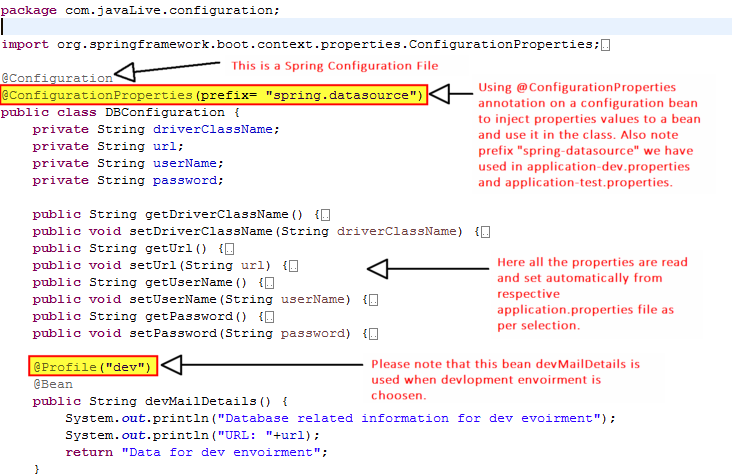 package com.javaLive.configuration;
import org.springframework.boot.context.properties.ConfigurationProperties;
This is a Spring Configuration File
@Configuration
@ConfigurationProperties(prefix= "spring.datasource")
Using @ConfigurationProperties
annotation on a configuration bean
to inject properties values to a bean
and use it in the class. Also note
prefix "spring-datasource" we have
used in application-dev.properties
and application-test.properties.
public class DBConfiguration {
private String driverClassName;
private String url;
private String userName;
private String password;
public String getDriverClassName() {
public void setDriverClassName(String driverClassName) {
public String getUrl() {
public void setUrl(String url) {
public String getUserName() {
public void setUserName(String userName) {
public String getPassword() {
public void setPassword(String password) {
Here all the properties are read
and set automatically from
respective
application.properties file as
per selection.
@Profile("dev")
Please note that this bean devMailDetails is
used when devlopment envoirment is
choosen.
@Bean
public String devMailDetails() {
System.out.println("Database related information for dev evoirment");
System.out.println("URL: "+url);
return "Data for dev envoirment";
}